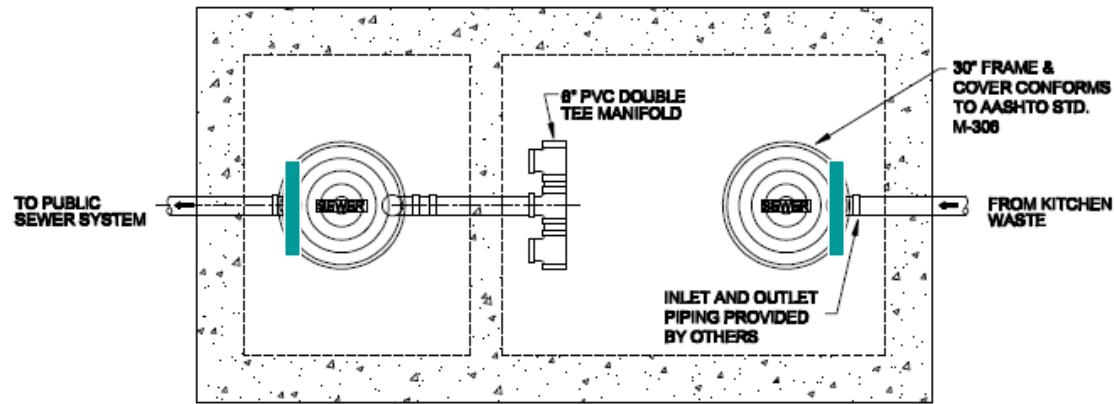 6" PVC DOUBLE
TEE MANIFOLD
30" FRAME &
COVER CONFORMS
TO AASHTO STD.
M-306
TO PUBLIC
SEWER SYSTEM
SEWER
SEWER
FROM KITCHEN
WASTE
INLET AND OUTLET
PIPING PROVIDED
BY OTHERS